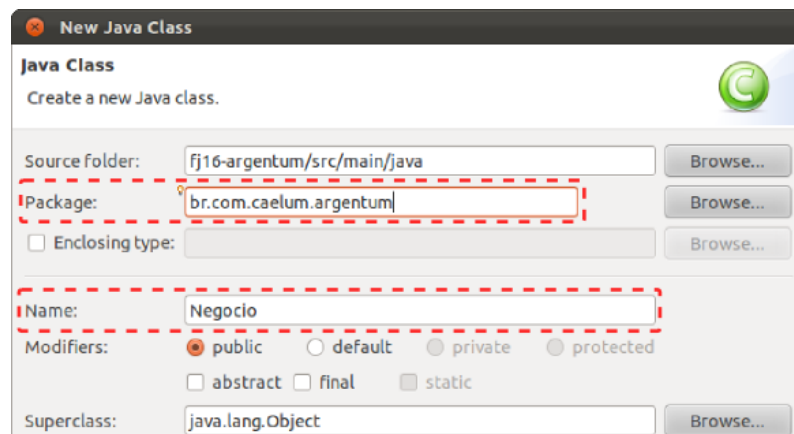 New Java Class
Java Class
Create a new Java class.
C
Source folder: fj16-argentum/src/main/java Browse...
Package: br.com.caelum.argentum Browse...
Enclosing type: Browse...
Name: Negocio
Modifiers: public default private protected
abstract final static
Superclass: java.lang.Object Browse...